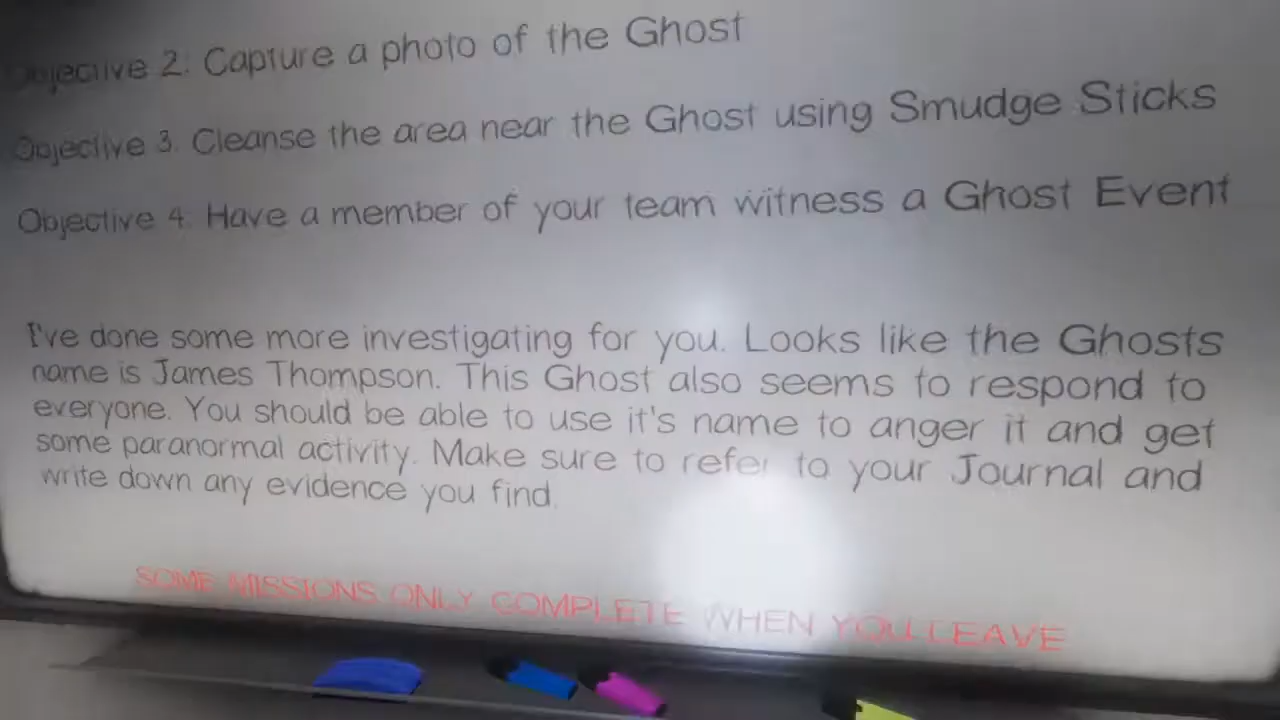 Objective 2: Capture a photo of the Ghost
Objective 3: Cleanse the area near the Ghost using Smudge Sticks
Objective 4: Have a member of your team witness a Ghost Event
I've done some more investigating for you. Looks like the Ghosts
name is James Thompson. This Ghost also seems to respond to
everyone. You should be able to use it's name to anger it and get
some paranormal activity. Make sure to refer to your Journal and
write down any evidence you find.
SOME MISSIONS ONLY COMPLETE WHEN YOU LEAVE